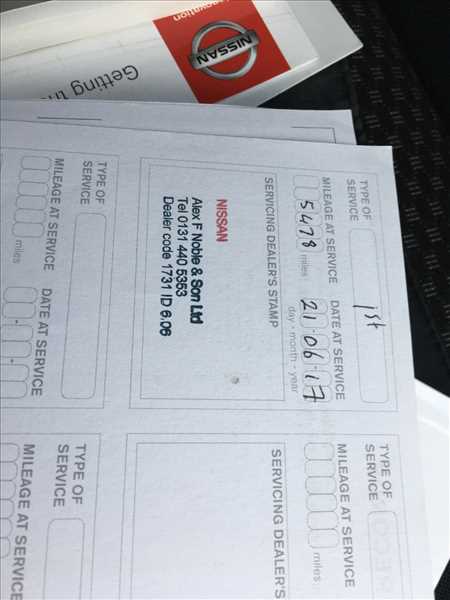 Innovation
NISSAN
Getting th
TYPE OF
SERVICE
1st
MILEAGE AT SERVICE
5478 miles
DATE AT SERVICE
21·06·17
day - month - year
SERVICING DEALER'S STAMP
NISSAN
Alex F Noble & Son Ltd
Tel 0131 440 5353
Dealer code 1731 ID 6.06
TYPE OF
SERVICE
MILEAGE AT SERVICE
miles
DATE AT SERVICE
TYPE OF
SERVICE
MILEAGE AT SERVICE
miles
SERVICING DEALER'S
TYPE OF
SERVICE
MILEAGE AT SERVICE